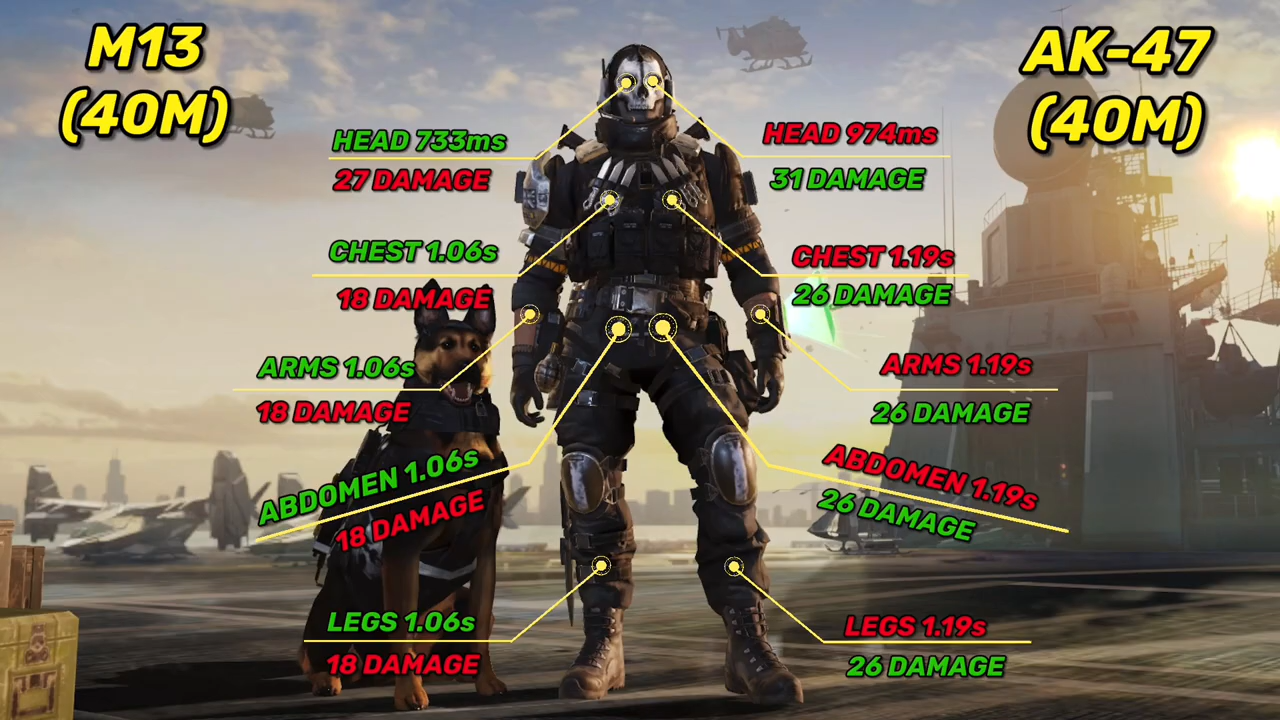 M13
(40M)
AK-47
(40M)
HEAD 733ms
27 DAMAGE
HEAD 974ms
31 DAMAGE
CHEST 1.06s
18 DAMAGE
CHEST 1.19s
26 DAMAGE
ARMS 1.06s
18 DAMAGE
ARMS 1.19s
26 DAMAGE
ABDOMEN 1.06s
18 DAMAGE
ABDOMEN 1.19s
26 DAMAGE
LEGS 1.06s
18 DAMAGE
LEGS 1.19s
26 DAMAGE